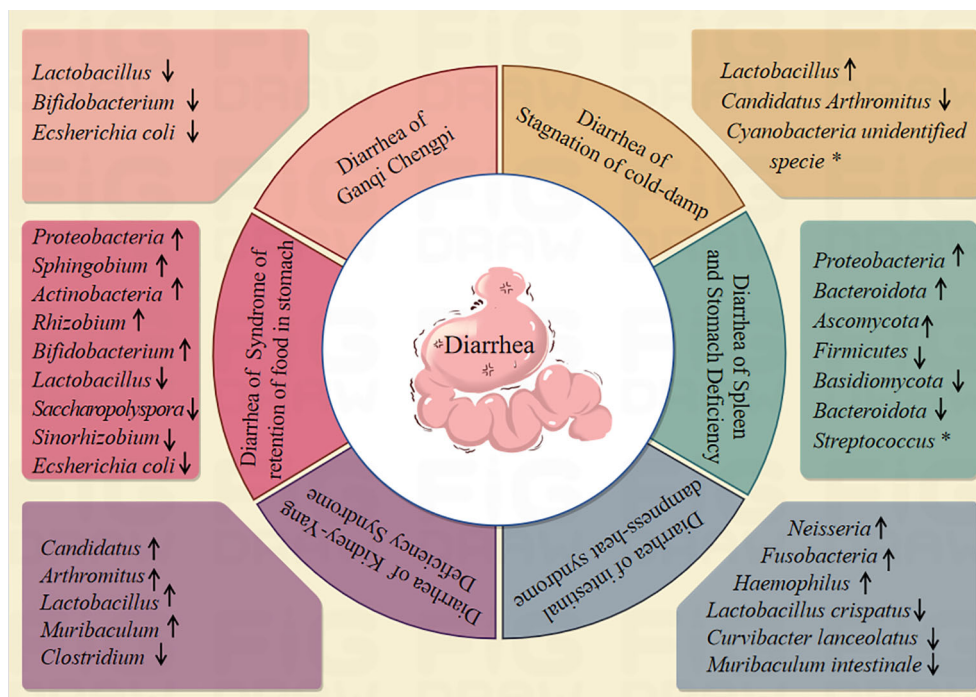 Lactobacillus ↓
Bifidobacterium ↓
Ecsherichia coli ↓
Diarrhea of
Ganqi Chengpi
Diarrhea of
Stagnation of cold-damp
Lactobacillus ↑
Candidatus Arthromitus ↓
Cyanobacteria unidentified
specie *
Proteobacteria ↑
Sphingobium ↑
Actinobacteria ↑
Rhizobium ↑
Bifidobacterium ↑
Lactobacillus ↓
Saccharopolyspora ↓
Sinorhizobium ↓
Ecsherichia coli ↓
Diarrhea of Syndrome of
retention of food in stomach
Diarrhea
Diarrhea of Spleen
and Stomach Deficiency
Proteobacteria ↑
Bacteroidota ↑
Ascomycota ↑
Firmicutes ↓
Basidiomycota ↓
Bacteroidota ↓
Streptococcus *
Candidatus ↑
Arthromitus ↑
Lactobacillus ↑
Muribaculum ↑
Clostridium ↓
Diarrhea of Kidney-Yang
Deficiency Syndrome
Diarrhea of intestinal
dampness-heat syndrome
Neisseria ↑
Fusobacteria ↑
Haemophilus ↑
Lactobacillus crispatus ↓
Curvibacter lanceolatus ↓
Muribaculum intestinale ↓